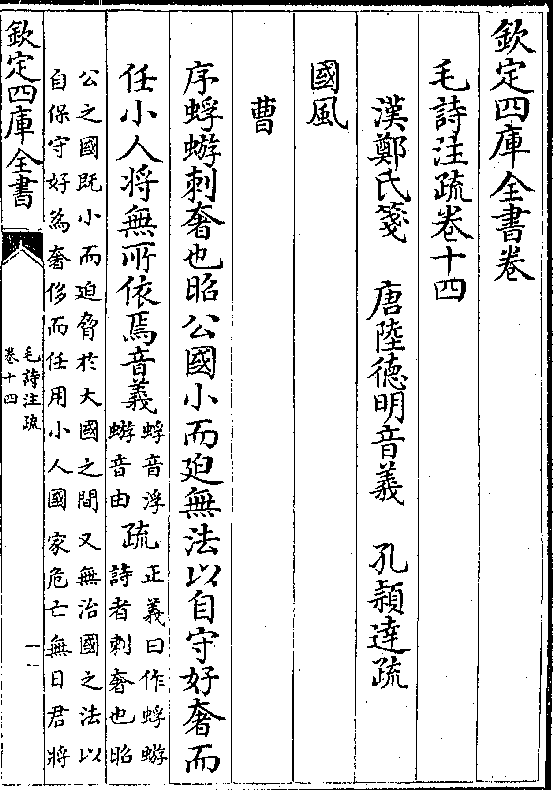 欽定四庫全書卷
毛詩注疏卷十四
漢鄭氏箋　唐陸德明音義　孔穎達疏
國風
曹
序蜉蝣刺奢也昭公國小而迫無法以自守好奢而
任小人將無所依焉音義蜉音浮
蝣音由疏正義曰作蜉蝣
詩者刺奢也昭
公之國既小而迫脅於大國之間又無治國之法以
自保守好為奢侈而任用小人國家危亡無日君將
欽定四庫全書
毛詩注疏
卷十四
一